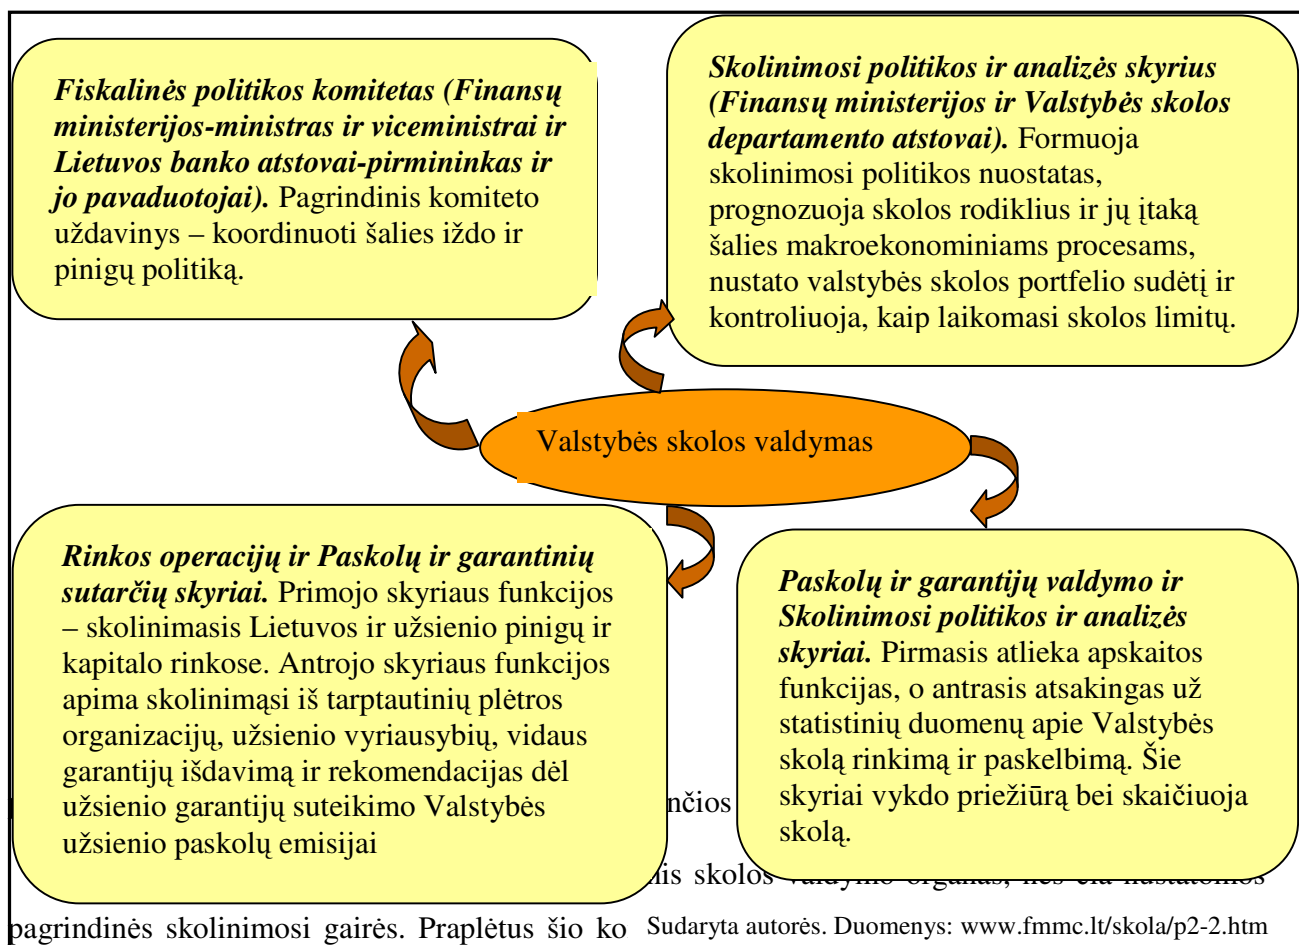 Fiskalinės politikos komitetas (Finansų
ministerijos-ministras ir viceministrai ir
Lietuvos banko atstovai-pirmininkas ir
jo pavaduotojai). Pagrindinis komiteto
uždavinys – koordinuoti šalies iždo ir
pinigų politiką.
Skolinimosi politikos ir analizės skyrius
(Finansų ministerijos ir Valstybės skolos
departamento atstovai). Formuoja
skolinimosi politikos nuostatas,
prognozuoja skolos rodiklius ir jų įtaką
šalies makroekonominiams procesams,
nustato valstybės skolos portfelio sudėtį ir
kontroliuoja, kaip laikomasi skolos limitų.
Valstybės skolos valdymas
Rinkos operacijų ir Paskolų ir garantinių
sutarčių skyriai. Primojo skyriaus funkcijos
– skolinimasis Lietuvos ir užsienio pinigų ir
kapitalo rinkose. Antrojo skyriaus funkcijos
apima skolinimąsi iš tarptautinių plėtros
organizacijų, užsienio vyriausybių, vidaus
garantijų išdavimą ir rekomendacijas dėl
užsienio garantijų suteikimo Valstybės
užsienio paskolų emisijai
Paskolų ir garantijų valdymo ir
Skolinimosi politikos ir analizės
skyriai. Pirmasis atlieka apskaitos
funkcijas, o antrasis atsakingas už
statistinių duomenų apie Valstybės
skolą rinkimą ir paskelbimą. Šie
skyriai vykdo priežiūrą bei skaičiuoja
skolą.
nčios
skolos valdymo organas, nes čia nustatomos
pagrindinės skolinimosi gairės. Praplėtus šio ko
Sudaryta autorės. Duomenys: www.fmmc.lt/skola/p2-2.htm